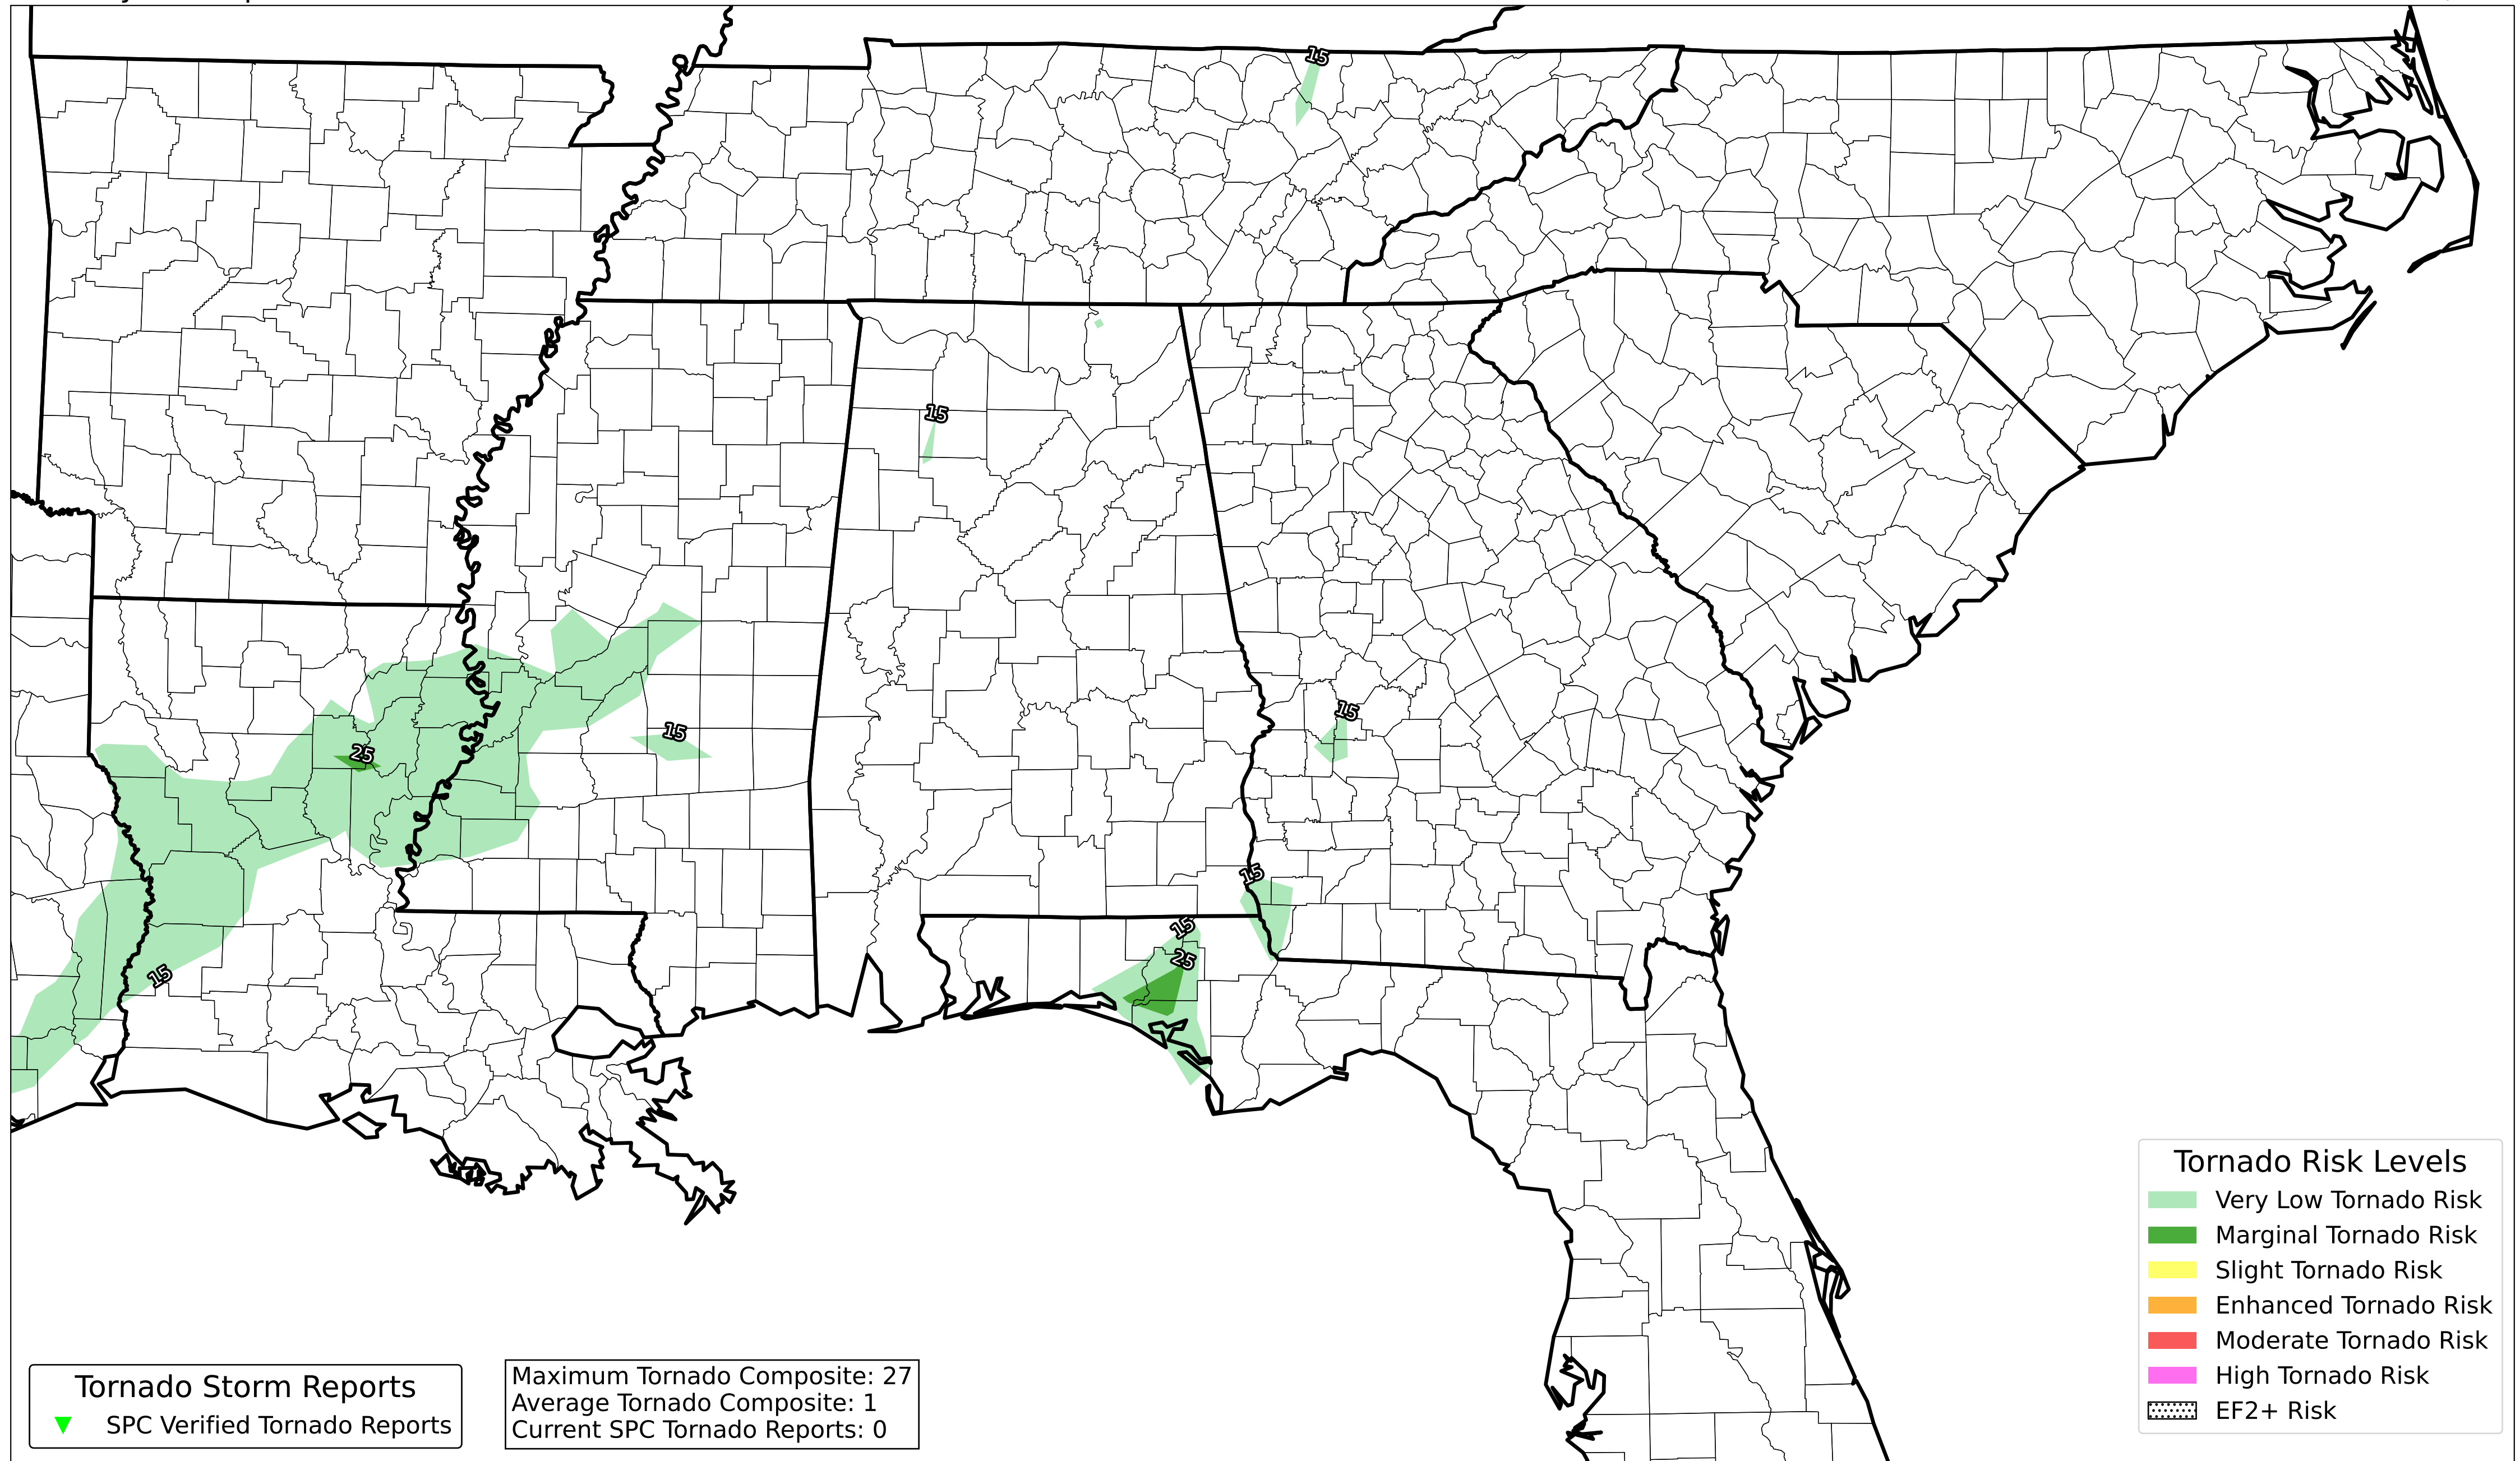 15
15
25
15
15
15
15
25
15
Tornado Risk Levels
Very Low Tornado Risk
Marginal Tornado Risk
Slight Tornado Risk
Enhanced Tornado Risk
Moderate Tornado Risk
High Tornado Risk
EF2+ Risk
Tornado Storm Reports
SPC Verified Tornado Reports
Maximum Tornado Composite: 27
Average Tornado Composite: 1
Current SPC Tornado Reports: 0